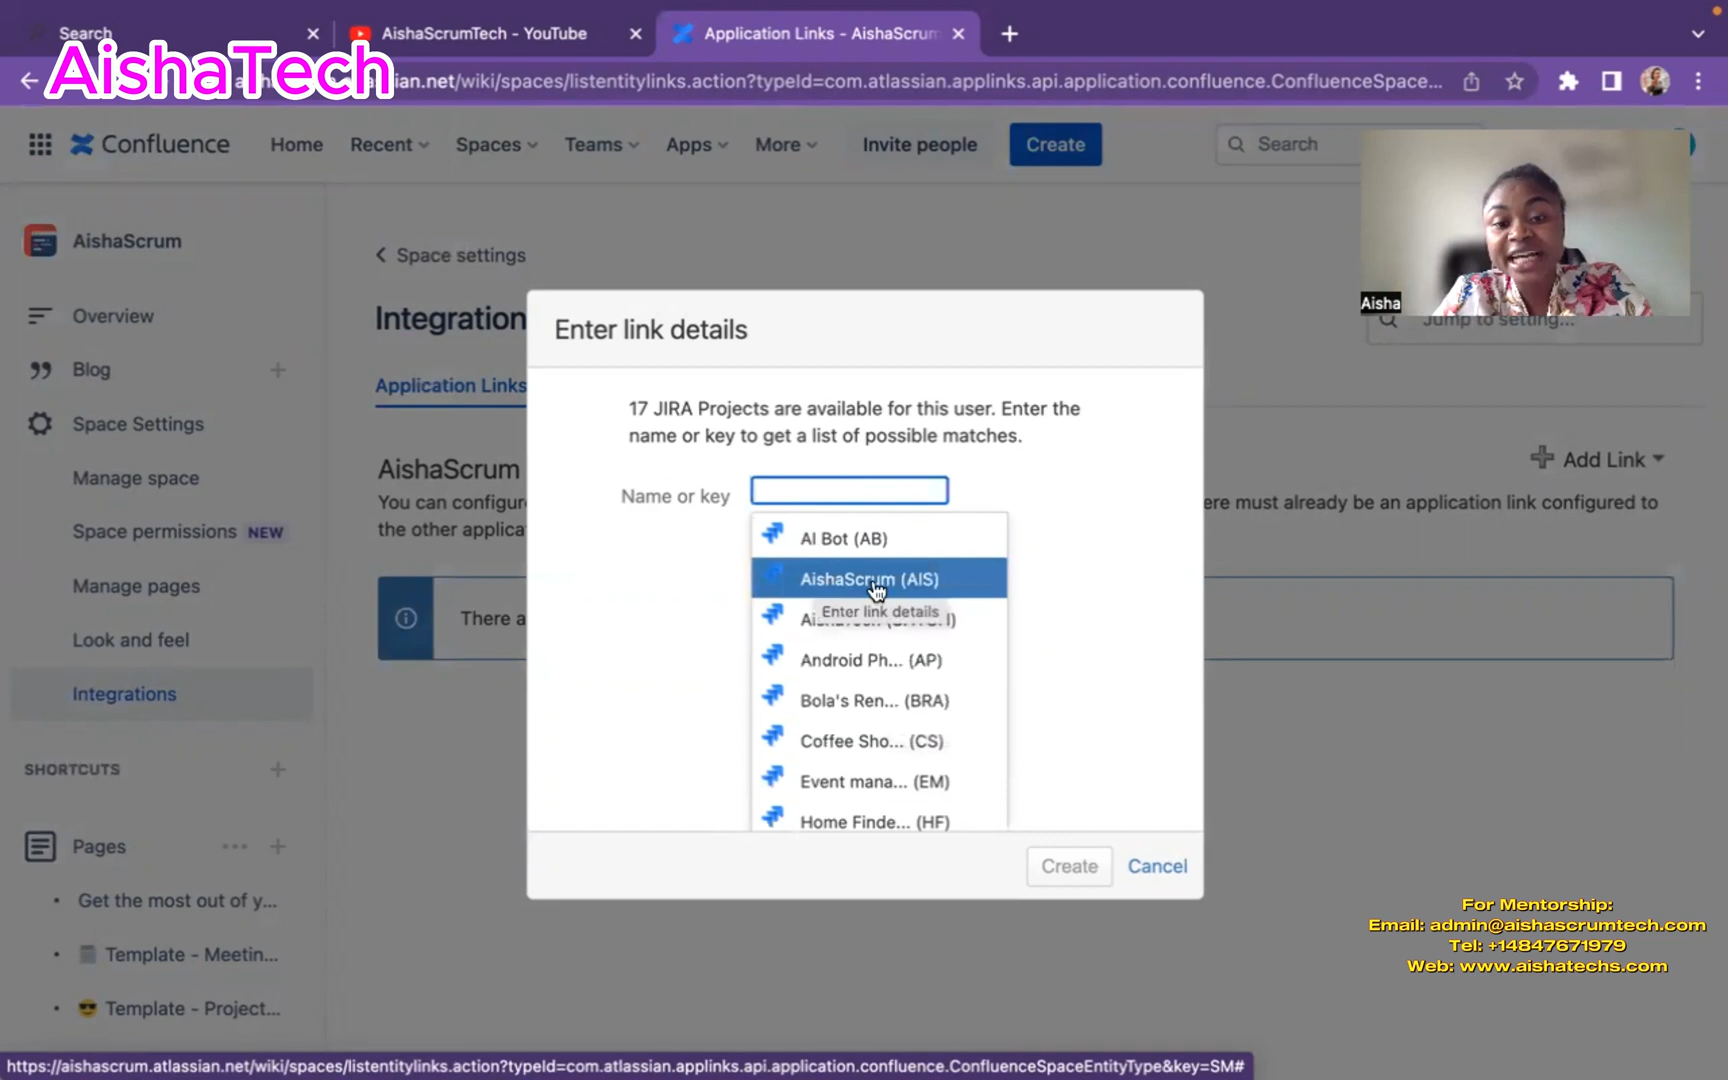 Search
AishaScrumTech - YouTube
Application Links - AishaScrum
AishaTech
atlassian.net/wiki/spaces/listentitylinks.action?typeId=com.atlassian.applinks.api.application.confluence.ConfluenceSpace...
Confluence
Home
Recent
Spaces
Teams
Apps
More
Invite people
Create
Search
Aisha
AishaScrum
Overview
Blog
Space Settings
Manage space
Space permissions NEW
Manage pages
Look and feel
Integrations
SHORTCUTS
Pages
Get the most out of y...
Template - Meetin...
Template - Project...
Space settings
Integration
Jump to setting...
Application Links
AishaScrum
Add Link
You can configur
ere must already be an application link configured to
the other applica
There a
Enter link details
17 JIRA Projects are available for this user. Enter the
name or key to get a list of possible matches.
Name or key
AI Bot (AB)
AishaScrum (AIS)
Enter link details
Android Ph... (AP)
Bola's Ren... (BRA)
Coffee Sho... (CS)
Event mana... (EM)
Home Finde... (HF)
Create
Cancel
For Mentorship:
Email: admin@aishascrumtech.com
Tel: +14847671979
Web: www.aishatechs.com
https://aishascrum.atlassian.net/wiki/spaces/listentitylinks.action?typeId=com.atlassian.applinks.api.application.confluence.ConfluenceSpaceEntityType&key=SM#